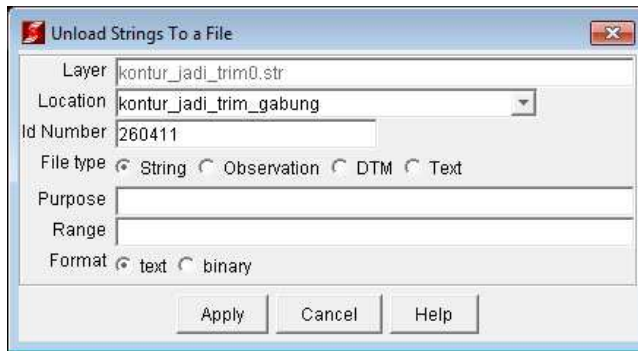 Unload Strings To a File
Layer kontur_jadi_trim0.str
Location kontur_jadi_trim_gabung
Id Number 260411
File type String Observation DTM Text
Purpose
Range
Format text binary
Apply Cancel Help